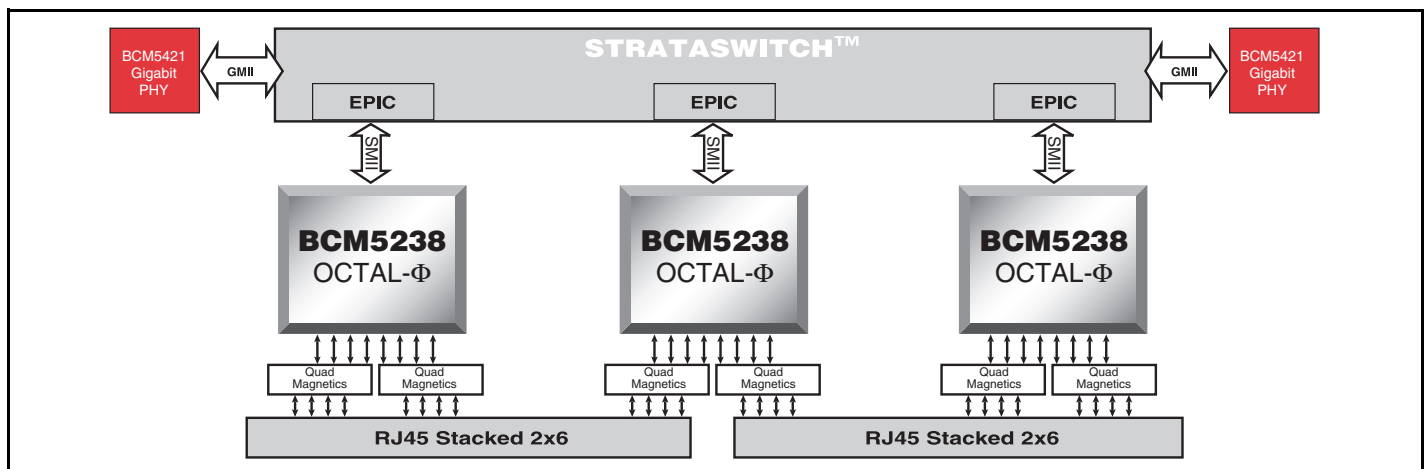 STRATASWITCH™
BCM5421
Gigabit
PHY
GMII
GMII
BCM5421
Gigabit
PHY
EPIC
EPIC
EPIC
SMII
SMII
SMII
BCM5238
OCTAL-Φ
BCM5238
OCTAL-Φ
BCM5238
OCTAL-Φ
Quad
Magnetics
Quad
Magnetics
Quad
Magnetics
Quad
Magnetics
Quad
Magnetics
Quad
Magnetics
RJ45 Stacked 2x6
RJ45 Stacked 2x6